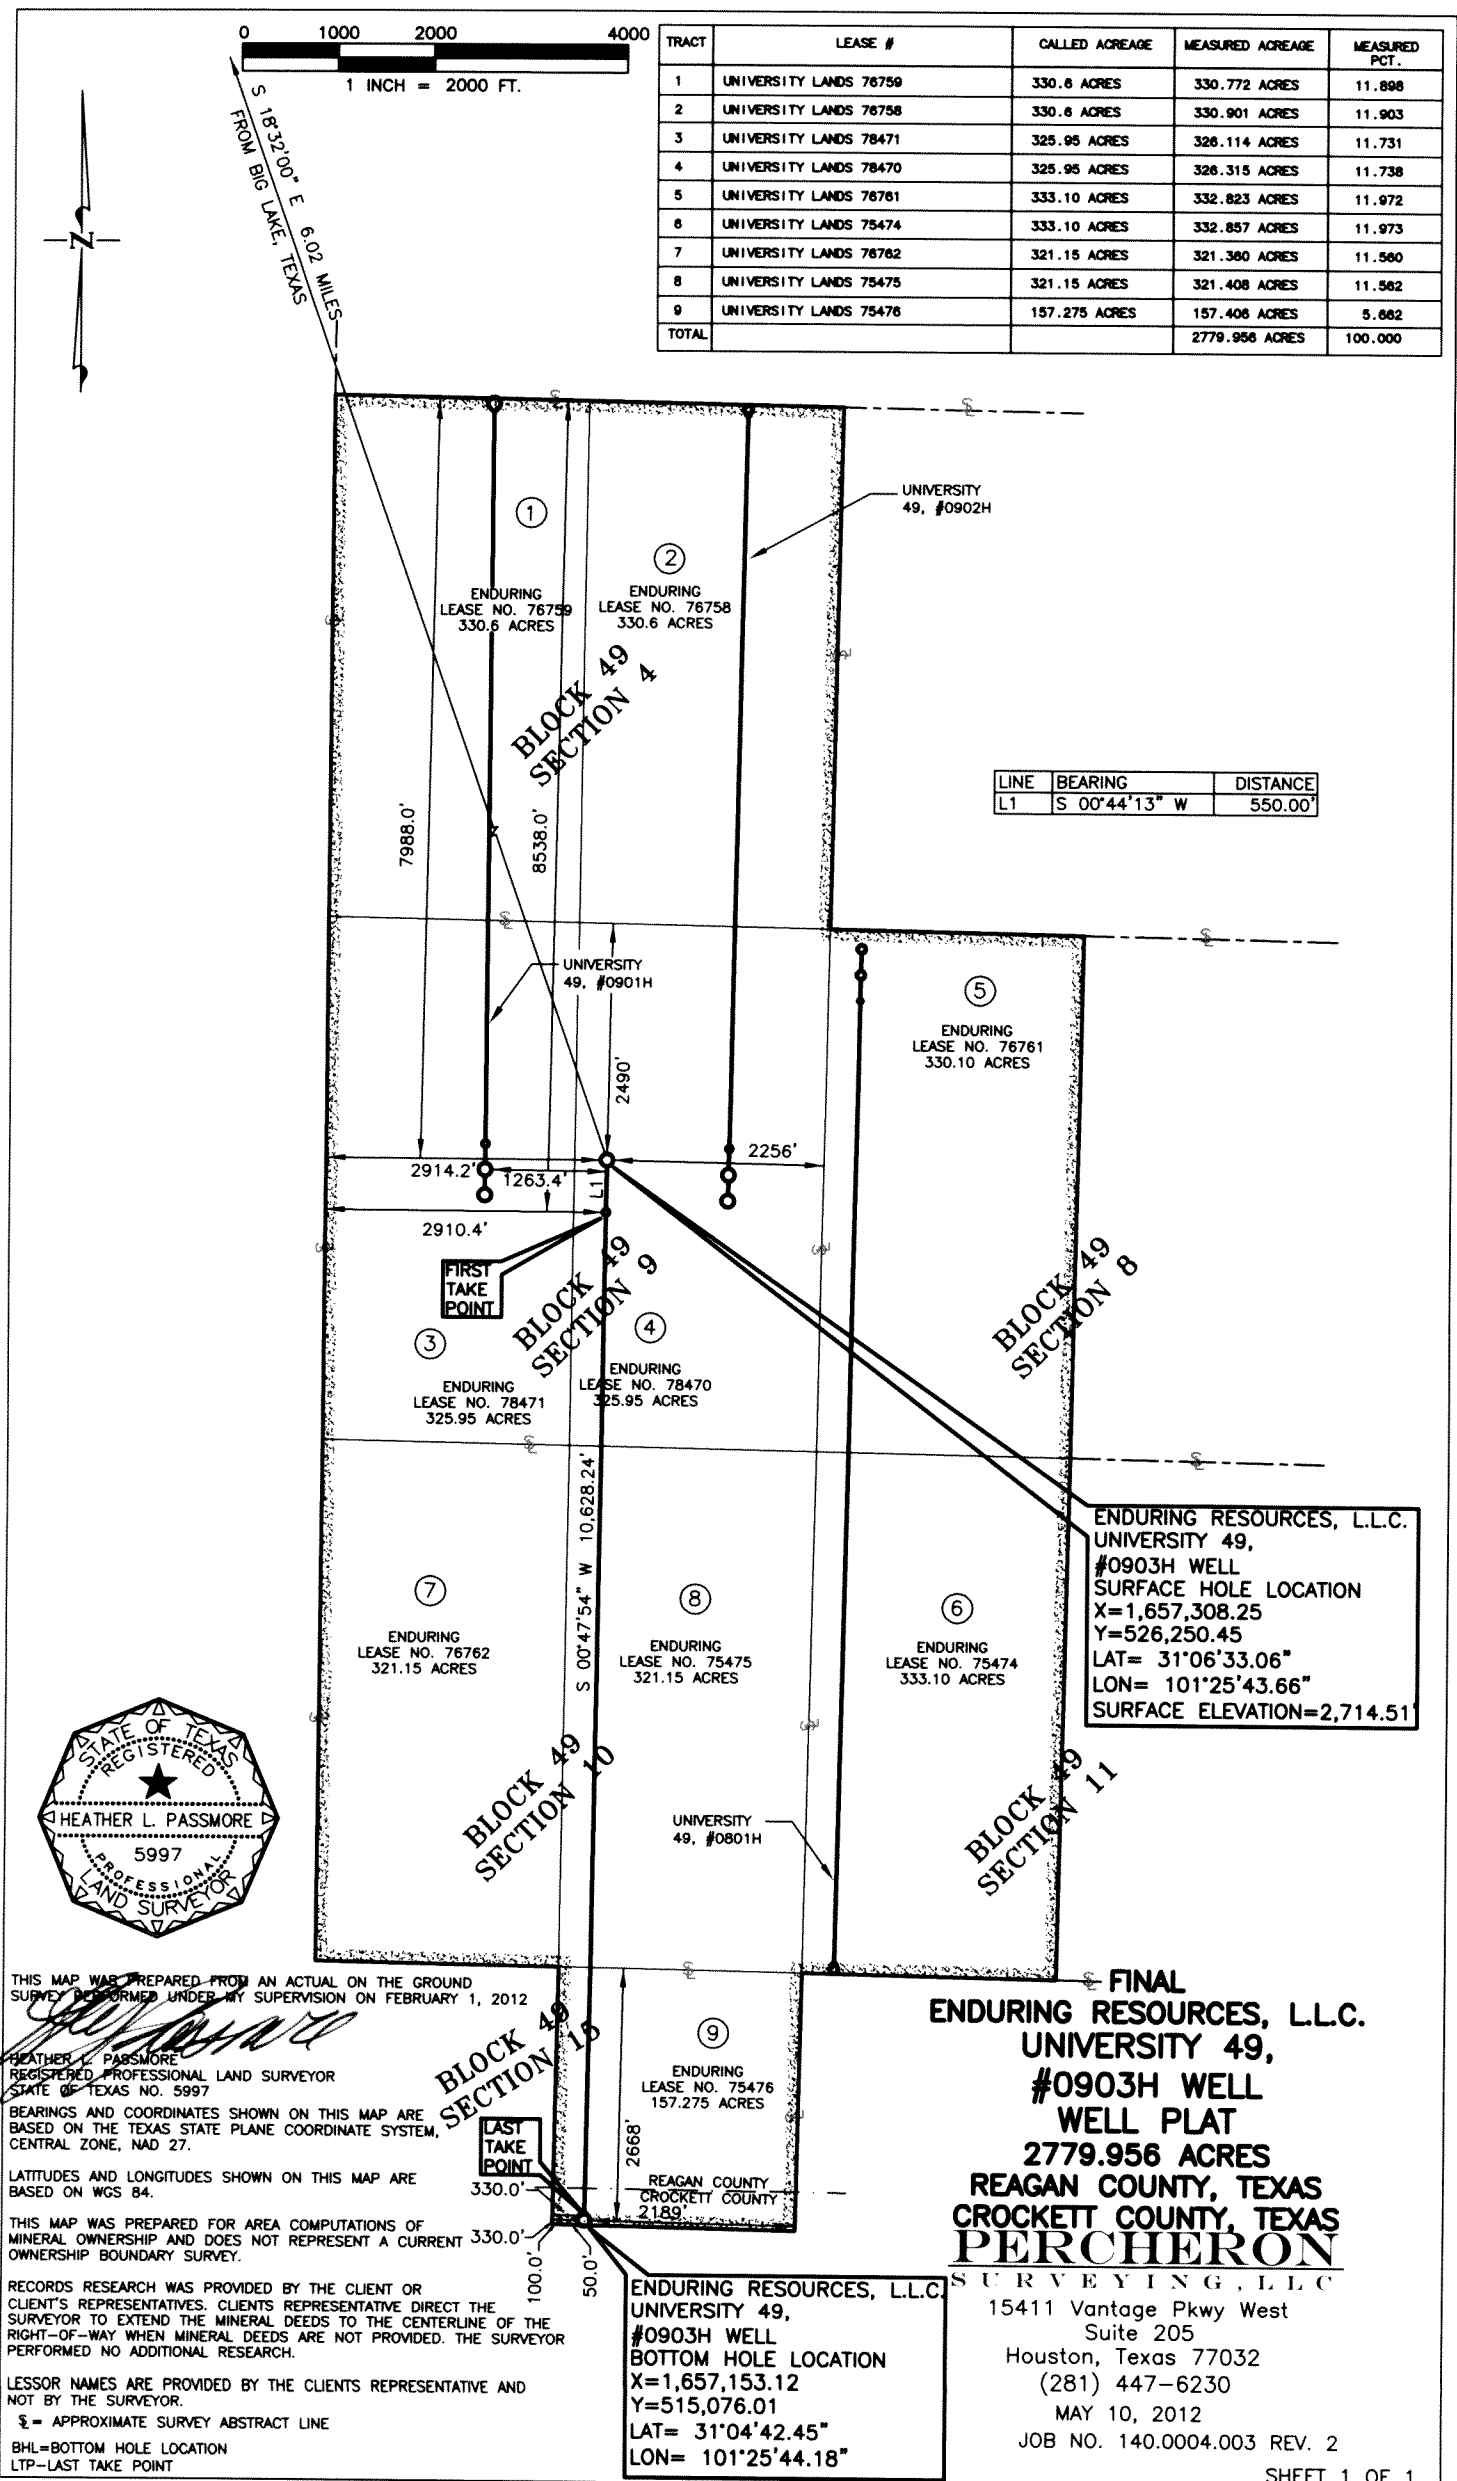 0 1000 2000 4000
1 INCH = 2000 FT.
S 18°32'00" E 6.02 MILES
FROM BIG LAKE, TEXAS
N
TRACT LEASE # CALLED ACREAGE MEASURED ACREAGE MEASURED PCT.
1 UNIVERSITY LANDS 76759 330.6 ACRES 330.772 ACRES 11.898
2 UNIVERSITY LANDS 76758 330.6 ACRES 330.901 ACRES 11.903
3 UNIVERSITY LANDS 78471 325.95 ACRES 326.114 ACRES 11.731
4 UNIVERSITY LANDS 78470 325.95 ACRES 326.315 ACRES 11.738
5 UNIVERSITY LANDS 76761 333.10 ACRES 332.823 ACRES 11.972
6 UNIVERSITY LANDS 75474 333.10 ACRES 332.857 ACRES 11.973
7 UNIVERSITY LANDS 76762 321.15 ACRES 321.360 ACRES 11.560
8 UNIVERSITY LANDS 75475 321.15 ACRES 321.408 ACRES 11.562
9 UNIVERSITY LANDS 75476 157.275 ACRES 157.406 ACRES 5.662
TOTAL 2779.956 ACRES 100.000
UNIVERSITY
49, #0902H
1
ENDURING
LEASE NO. 76759
330.6 ACRES
2
ENDURING
LEASE NO. 76758
330.6 ACRES
BLOCK 49
SECTION 4
LINE BEARING DISTANCE
L1 S 00°44'13" W 550.00'
7988.0'
8538.0'
UNIVERSITY
49, #0901H
2490'
5
ENDURING
LEASE NO. 76761
330.10 ACRES
2914.2'
1263.4'
2256'
L1
2910.4'
FIRST
TAKE
POINT
BLOCK 49
SECTION 9
BLOCK 49
SECTION 8
3
ENDURING
LEASE NO. 78471
325.95 ACRES
4
ENDURING
LEASE NO. 78470
325.95 ACRES
S 00°47'54" W 10,628.24'
ENDURING RESOURCES, L.L.C.
UNIVERSITY 49,
#0903H WELL
SURFACE HOLE LOCATION
X=1,657,308.25
Y=526,250.45
LAT= 31°06'33.06"
LON= 101°25'43.66"
SURFACE ELEVATION=2,714.51'
7
ENDURING
LEASE NO. 76762
321.15 ACRES
8
ENDURING
LEASE NO. 75475
321.15 ACRES
6
ENDURING
LEASE NO. 75474
333.10 ACRES
BLOCK 49
SECTION 10
UNIVERSITY
49, #0801H
BLOCK 49
SECTION 11
STATE OF TEXAS
REGISTERED
HEATHER L. PASSMORE
5997
PROFESSIONAL
LAND SURVEYOR
THIS MAP WAS PREPARED FROM AN ACTUAL ON THE GROUND
SURVEY PERFORMED UNDER MY SUPERVISION ON FEBRUARY 1, 2012
HEATHER L. PASSMORE
REGISTERED PROFESSIONAL LAND SURVEYOR
STATE OF TEXAS NO. 5997
BEARINGS AND COORDINATES SHOWN ON THIS MAP ARE
BASED ON THE TEXAS STATE PLANE COORDINATE SYSTEM,
CENTRAL ZONE, NAD 27.
LATITUDES AND LONGITUDES SHOWN ON THIS MAP ARE
BASED ON WGS 84.
THIS MAP WAS PREPARED FOR AREA COMPUTATIONS OF
MINERAL OWNERSHIP AND DOES NOT REPRESENT A CURRENT
OWNERSHIP BOUNDARY SURVEY.
RECORDS RESEARCH WAS PROVIDED BY THE CLIENT OR
CLIENT'S REPRESENTATIVES. CLIENTS REPRESENTATIVE DIRECT THE
SURVEYOR TO EXTEND THE MINERAL DEEDS TO THE CENTERLINE OF THE
RIGHT-OF-WAY WHEN MINERAL DEEDS ARE NOT PROVIDED. THE SURVEYOR
PERFORMED NO ADDITIONAL RESEARCH.
LESSOR NAMES ARE PROVIDED BY THE CLIENTS REPRESENTATIVE AND
NOT BY THE SURVEYOR.
= APPROXIMATE SURVEY ABSTRACT LINE
BHL=BOTTOM HOLE LOCATION
LTP-LAST TAKE POINT
BLOCK 49
SECTION 15
9
ENDURING
LEASE NO. 75476
157.275 ACRES
2668'
LAST
TAKE
POINT
330.0'
330.0'
REAGAN COUNTY
CROCKETT COUNTY
2189'
100.0'
50.0'
ENDURING RESOURCES, L.L.C.
UNIVERSITY 49,
#0903H WELL
BOTTOM HOLE LOCATION
X=1,657,153.12
Y=515,076.01
LAT= 31°04'42.45"
LON= 101°25'44.18"
FINAL
ENDURING RESOURCES, L.L.C.
UNIVERSITY 49,
#0903H WELL
WELL PLAT
2779.956 ACRES
REAGAN COUNTY, TEXAS
CROCKETT COUNTY, TEXAS
PERCHERON
SURVEYING, LLC
15411 Vantage Pkwy West
Suite 205
Houston, Texas 77032
(281) 447-6230
MAY 10, 2012
JOB NO. 140.0004.003 REV. 2
SHEET 1 OF 1